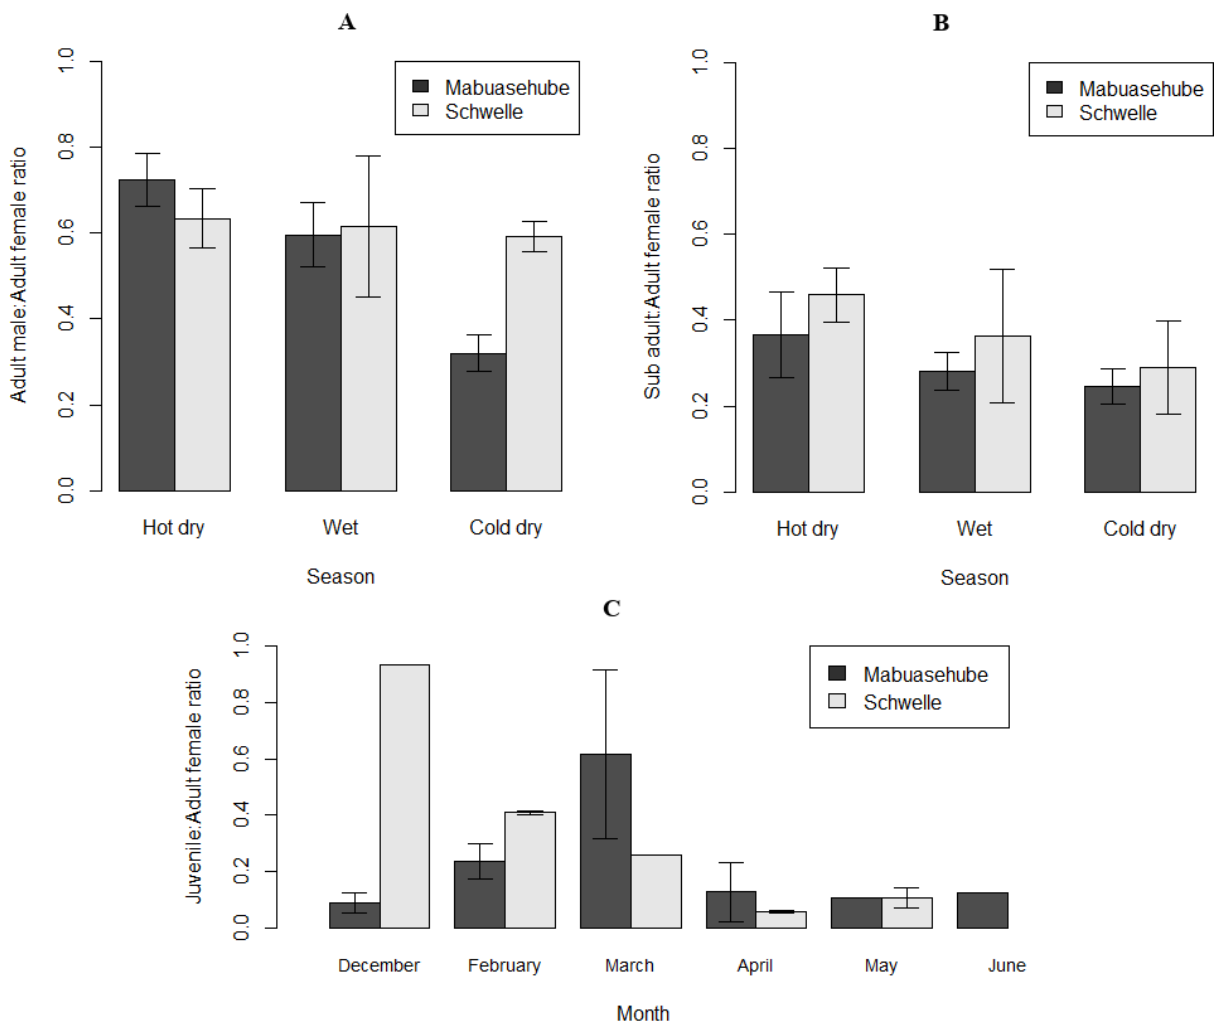 A
Adult male:Adult female ratio
1.0
0.8
0.6
0.4
0.2
0.0
Mabuasehube
Schwelle
Hot dry
Wet
Cold dry
Season
B
Sub adult:Adult female ratio
1.0
0.8
0.6
0.4
0.2
0.0
Mabuasehube
Schwelle
Hot dry
Wet
Cold dry
Season
C
Juvenile:Adult female ratio
1.0
0.8
0.6
0.4
0.2
0.0
Mabuasehube
Schwelle
December
February
March
April
May
June
Month